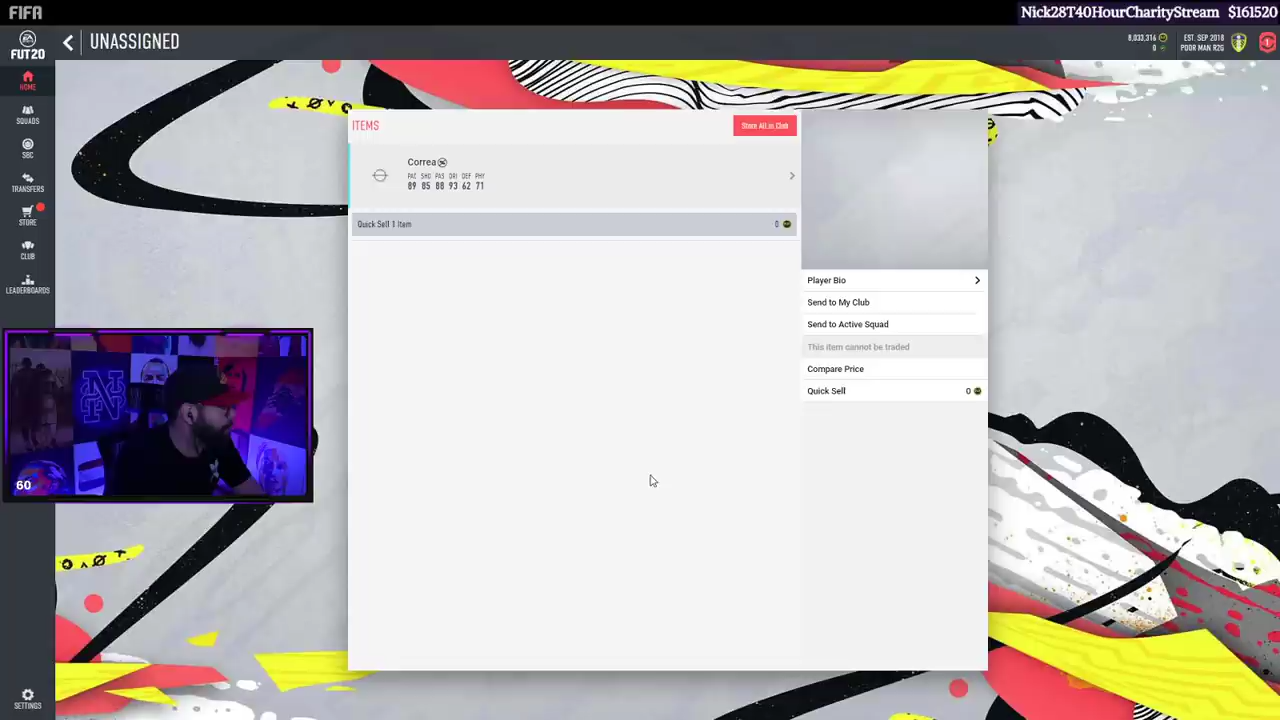 FIFA
Nick28T40HourCharityStream $161520
FUT20
UNASSIGNED
8,033,316
0
EST. SEP 2018
POOR MAN R2G
HOME
SQUADS
SBC
TRANSFERS
STORE
CLUB
LEADERBOARDS
SETTINGS
ITEMS
Store All in Club
Correa
PAC SHO PAS DRI DEF PHY
89 85 88 93 62 71
Quick Sell 1 Item 0
Player Bio
Send to My Club
Send to Active Squad
This item cannot be traded
Compare Price
Quick Sell 0
60